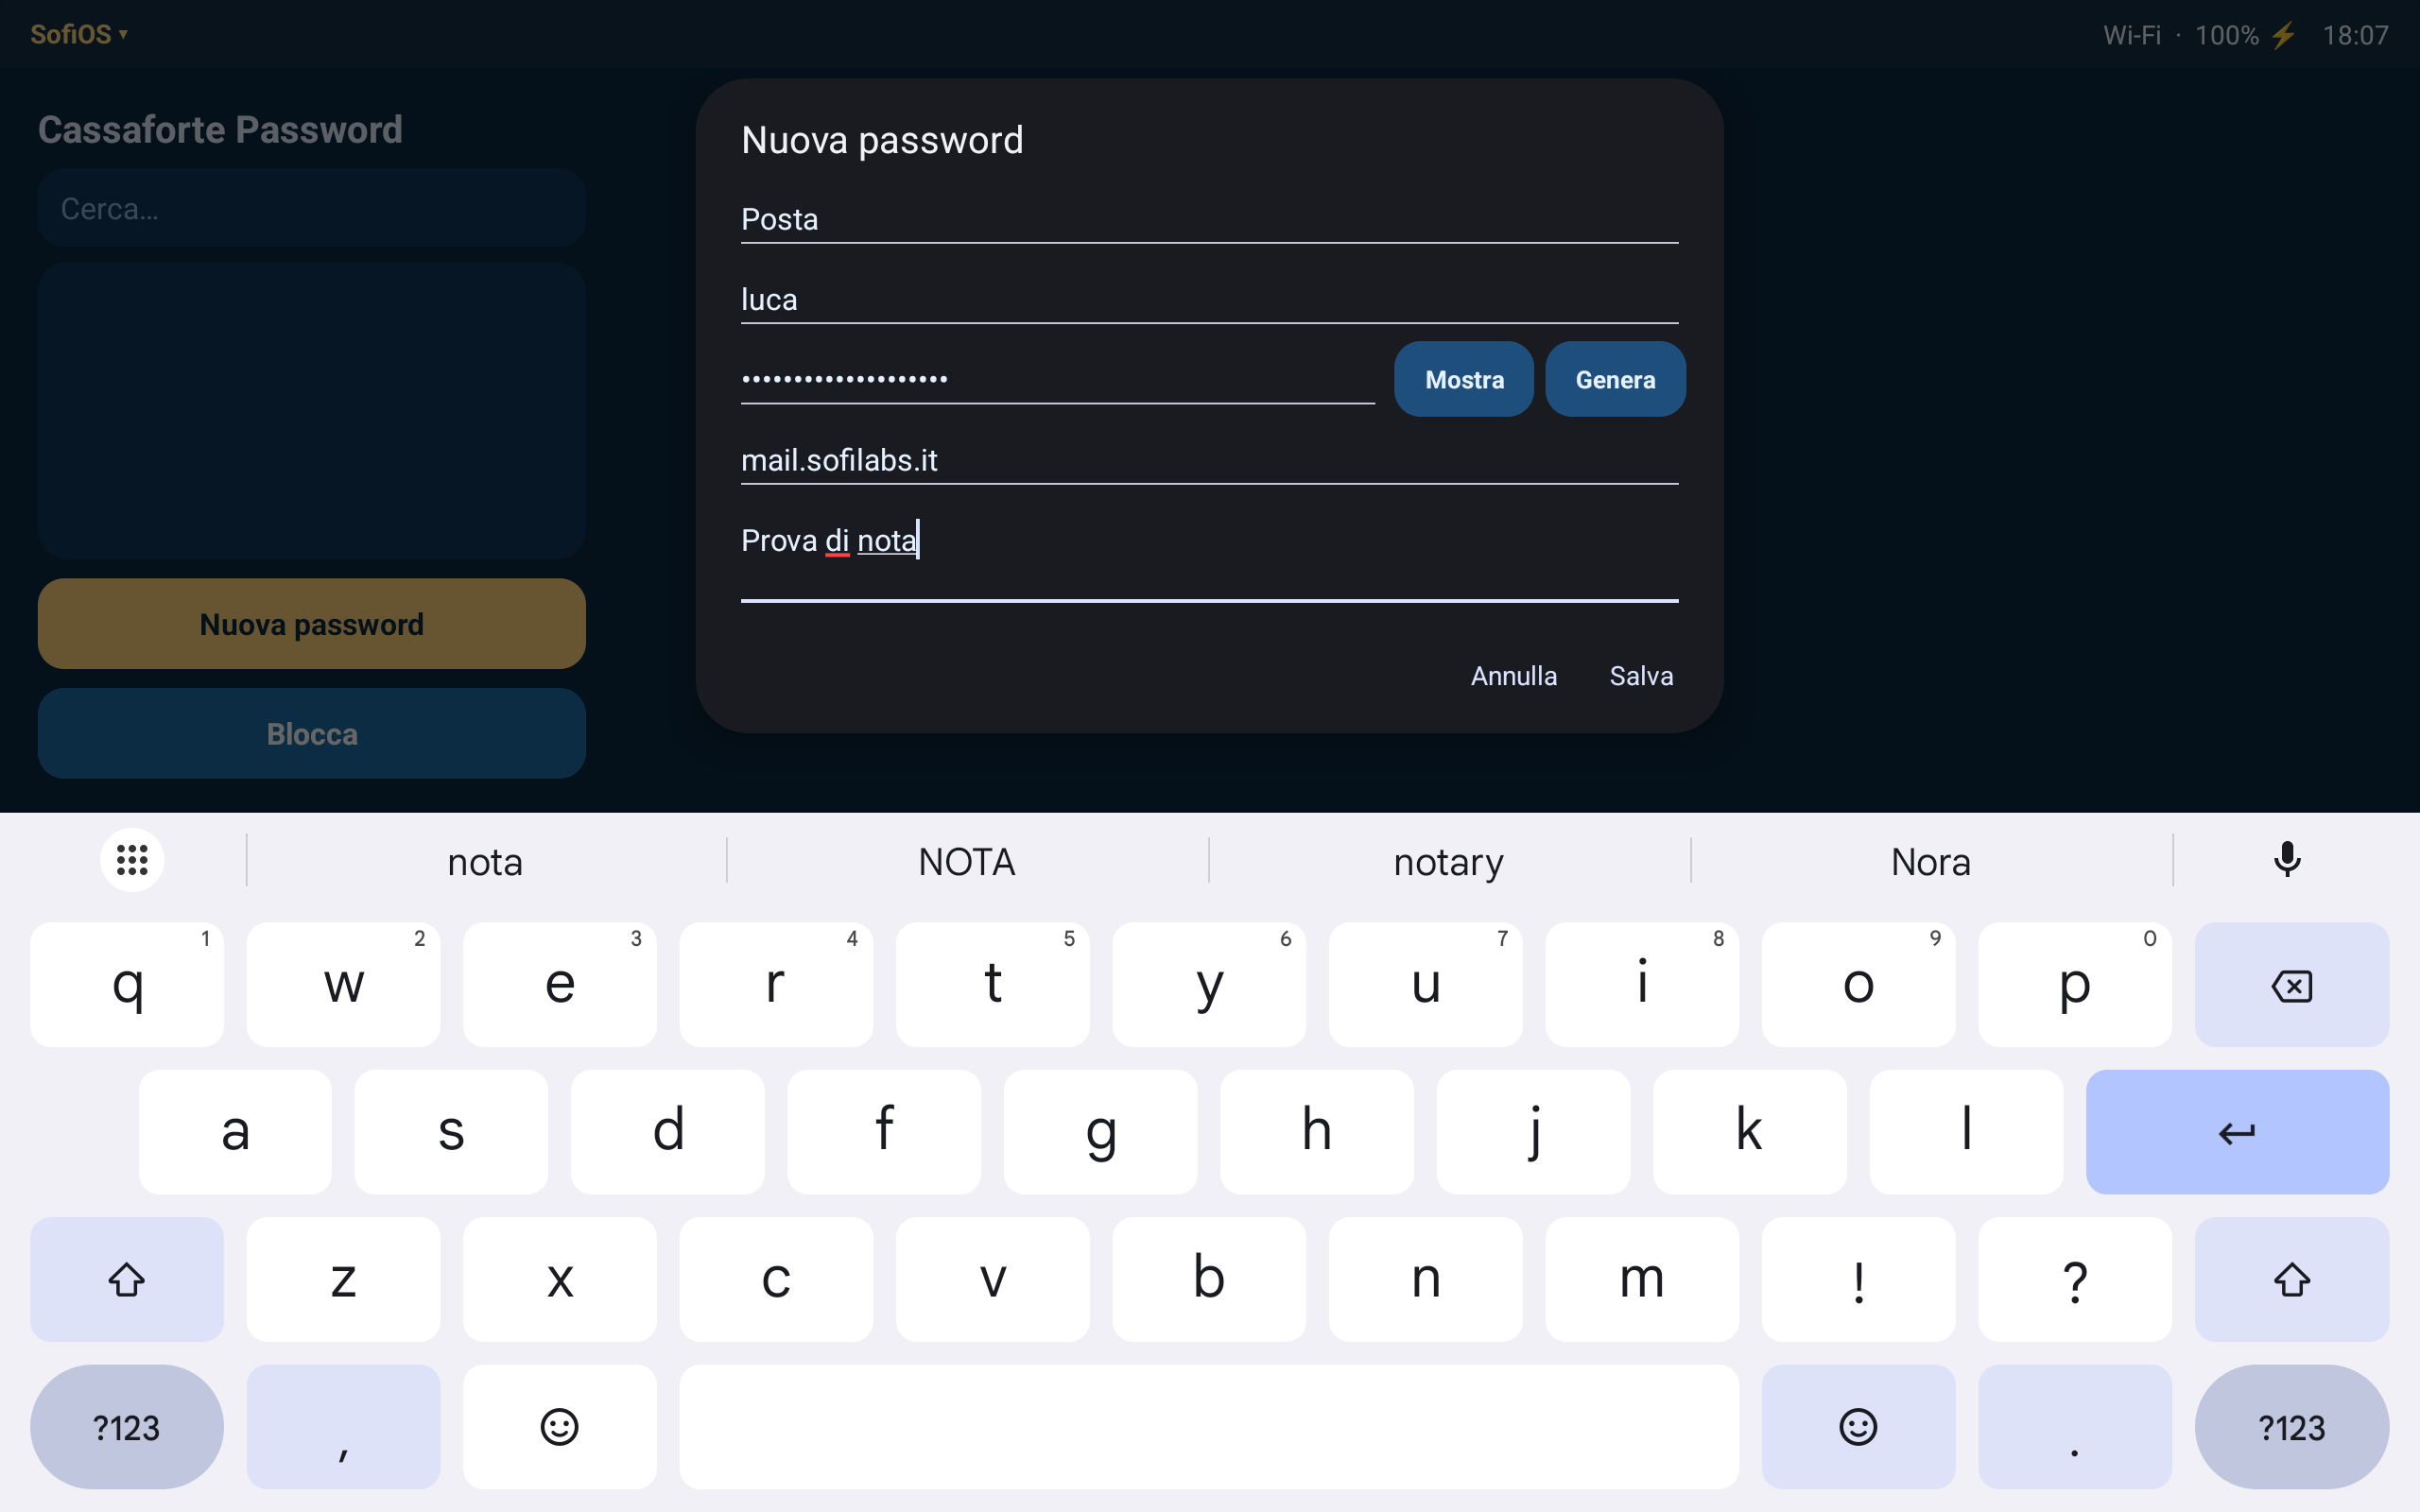 SofiOS ▾
Wi-Fi · 100% ⚡ 18:07
Cassaforte Password
Cerca...
Nuova password
Blocca
Nuova password
Posta
luca
••••••••••••••••••••
Mostra
Genera
mail.sofilabs.it
Prova di nota
Annulla
Salva
nota NOTA notary Nora
q 1 w 2 e 3 r 4 t 5 y 6 u 7 i 8 o 9 p 0
a s d f g h j k l
z x c v b n m ! ?
?123 , . ?123